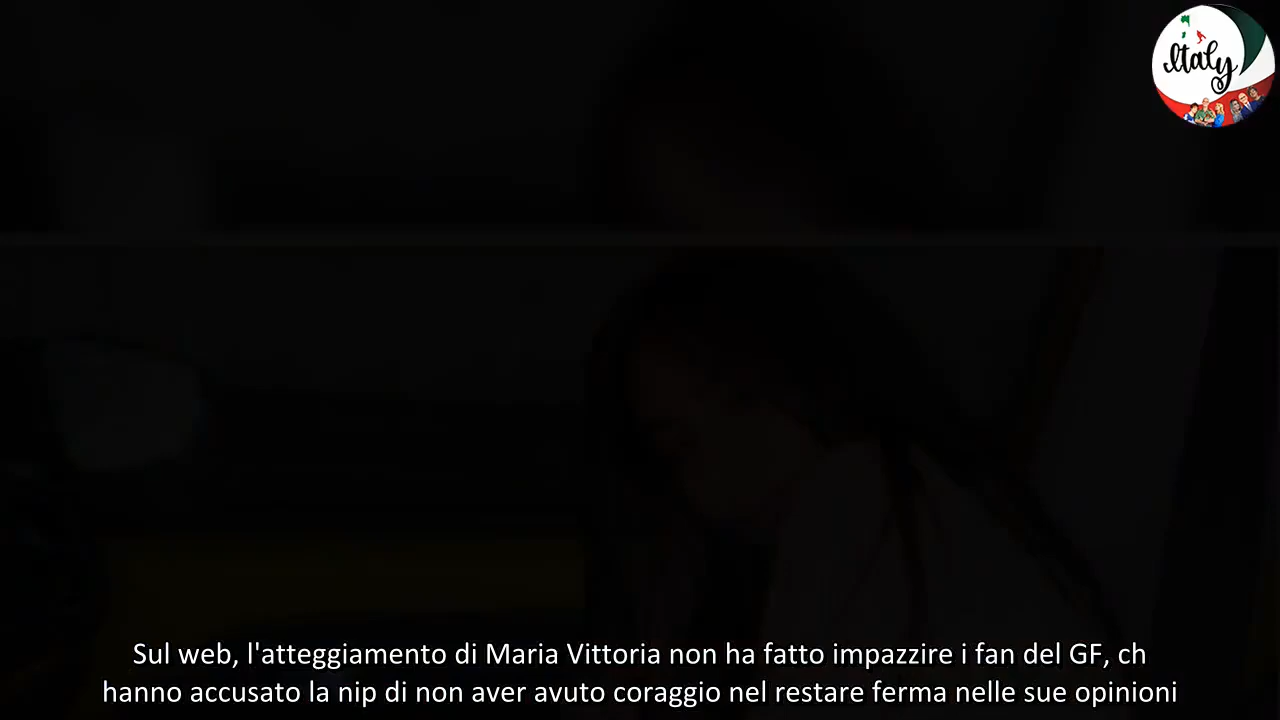 Italy
Sul web, l'atteggiamento di Maria Vittoria non ha fatto impazzire i fan del GF, ch
hanno accusato la nip di non aver avuto coraggio nel restare ferma nelle sue opinioni